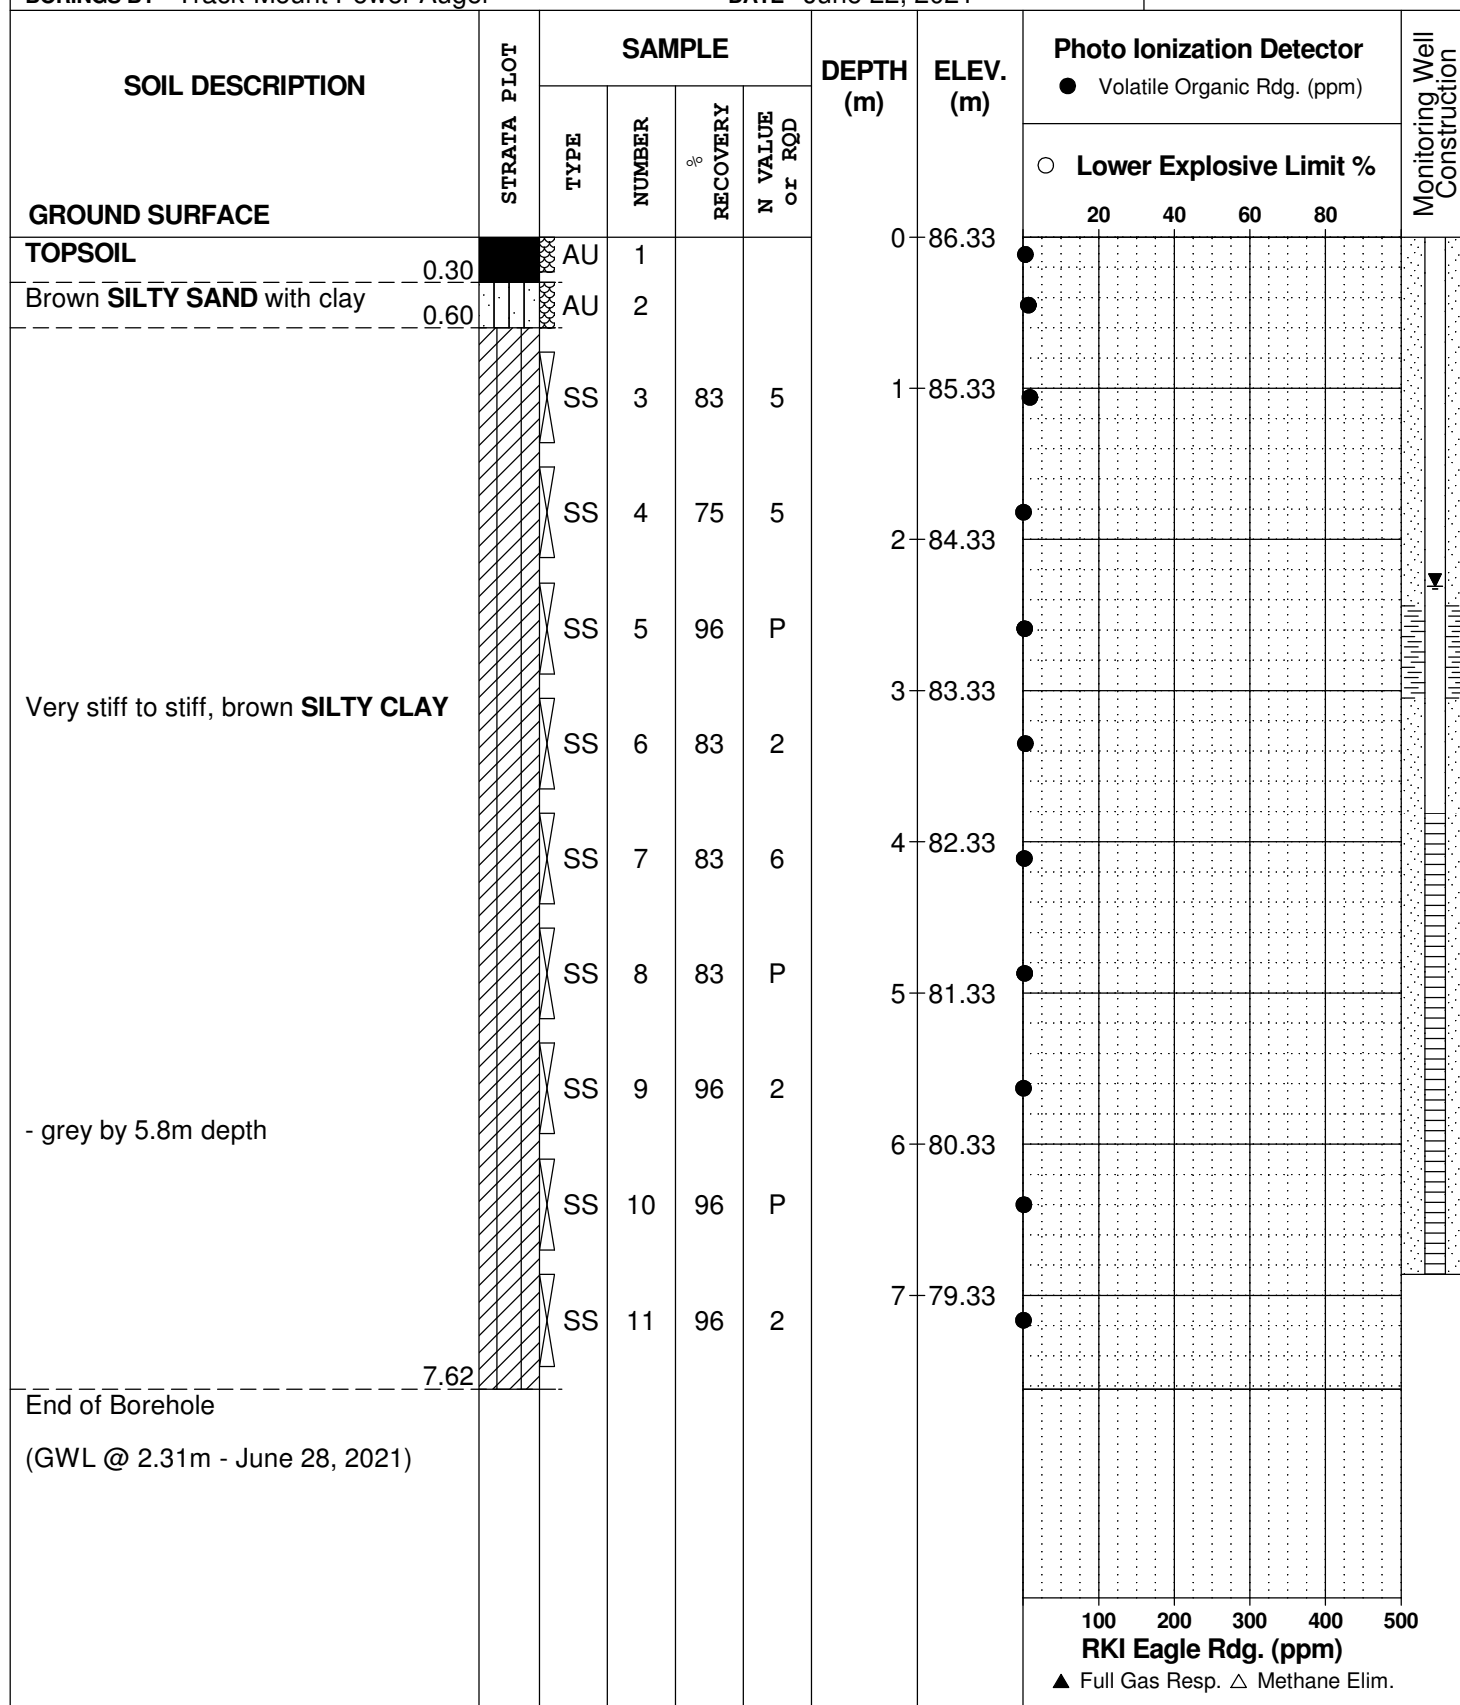 BORINGS BY Track-Mount Power Auger DATE June 22, 2021
SOIL DESCRIPTION
GROUND SURFACE
STRATA PLOT
SAMPLE
TYPE
NUMBER
% RECOVERY
N VALUE or RQD
DEPTH (m)
ELEV. (m)
Photo Ionization Detector
● Volatile Organic Rdg. (ppm)
○ Lower Explosive Limit %
20 40 60 80
Monitoring Well Construction
0 86.33
TOPSOIL
0.30
AU 1
Brown SILTY SAND with clay
0.60
AU 2
1 85.33
SS 3 83 5
SS 4 75 5
2 84.33
SS 5 96 P
3 83.33
Very stiff to stiff, brown SILTY CLAY
SS 6 83 2
4 82.33
SS 7 83 6
SS 8 83 P
5 81.33
SS 9 96 2
- grey by 5.8m depth
6 80.33
SS 10 96 P
7 79.33
SS 11 96 2
7.62
End of Borehole
(GWL @ 2.31m - June 28, 2021)
100 200 300 400 500
RKI Eagle Rdg. (ppm)
▲ Full Gas Resp. △ Methane Elim.